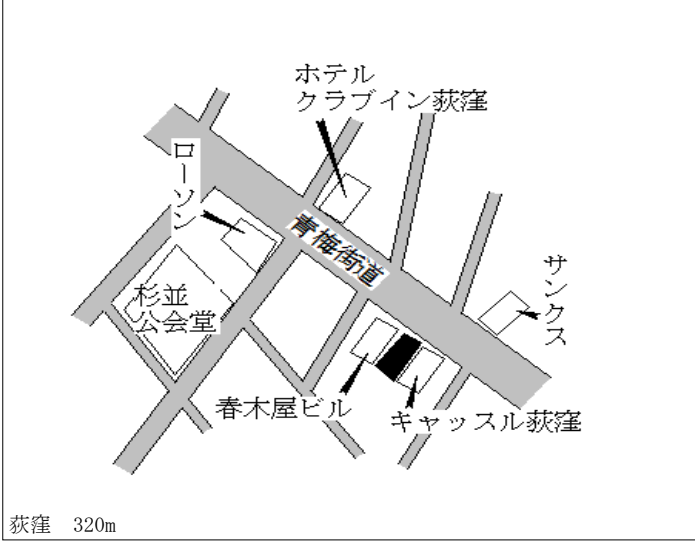 ホテル
クラブイン荻窪
ローソン
青梅街道
サンクス
杉並
公会堂
春木屋ビル
キャッスル荻窪
荻窪　320m